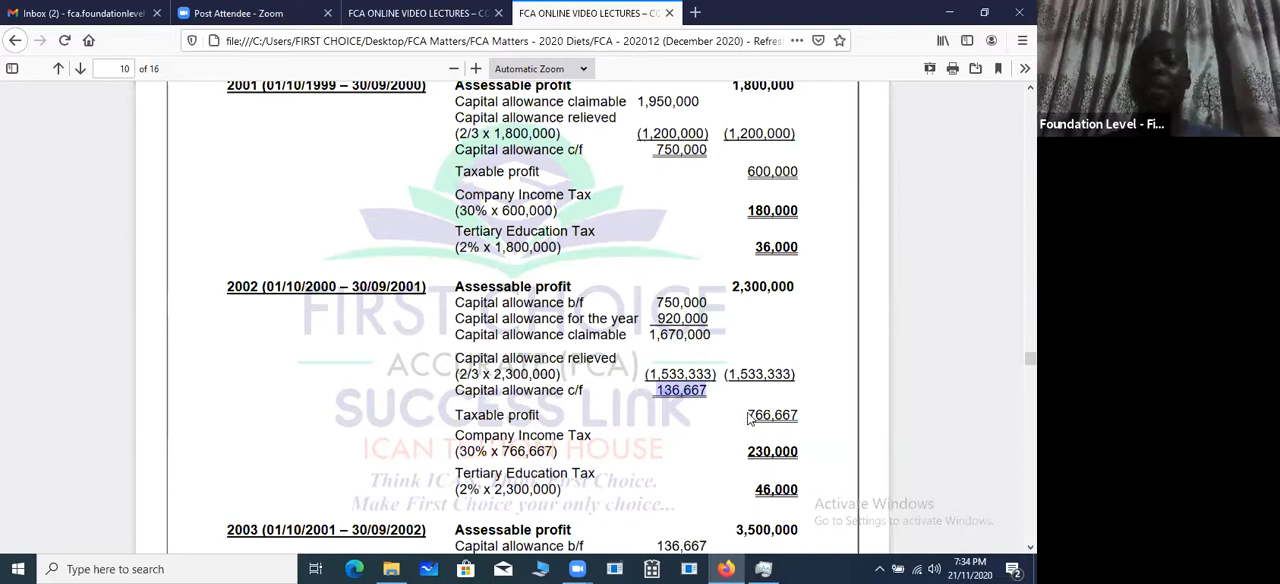 Inbox (2) - fca.foundationlevel
Post Attendee - Zoom
FCA ONLINE VIDEO LECTURES – CC
FCA ONLINE VIDEO LECTURES – CC
file:///C:/Users/FIRST CHOICE/Desktop/FCA Matters/FCA Matters - 2020 Diets/FCA - 202012 (December 2020) - Refres
10 of 16
Automatic Zoom
Foundation Level - Fi...
2001 (01/10/1999 – 30/09/2000) Assessable profit 1,800,000
Capital allowance claimable 1,950,000
Capital allowance relieved
(2/3 x 1,800,000) (1,200,000) (1,200,000)
Capital allowance c/f 750,000
Taxable profit 600,000
Company Income Tax
(30% x 600,000) 180,000
Tertiary Education Tax
(2% x 1,800,000) 36,000
2002 (01/10/2000 – 30/09/2001) Assessable profit 2,300,000
Capital allowance b/f 750,000
Capital allowance for the year 920,000
Capital allowance claimable 1,670,000
Capital allowance relieved
(2/3 x 2,300,000) (1,533,333) (1,533,333)
Capital allowance c/f 136,667
Taxable profit 766,667
Company Income Tax
(30% x 766,667) 230,000
Tertiary Education Tax
(2% x 2,300,000) 46,000
2003 (01/10/2001 – 30/09/2002) Assessable profit 3,500,000
Capital allowance b/f 136,667
FIRST CHOICE
ACCURATE (FCA)
SUCCESS LINK
HOUSE
Make First Choice your only choice...
Activate Windows
Go to Settings to activate Windows.
Type here to search
7:34 PM
21/11/2020
2